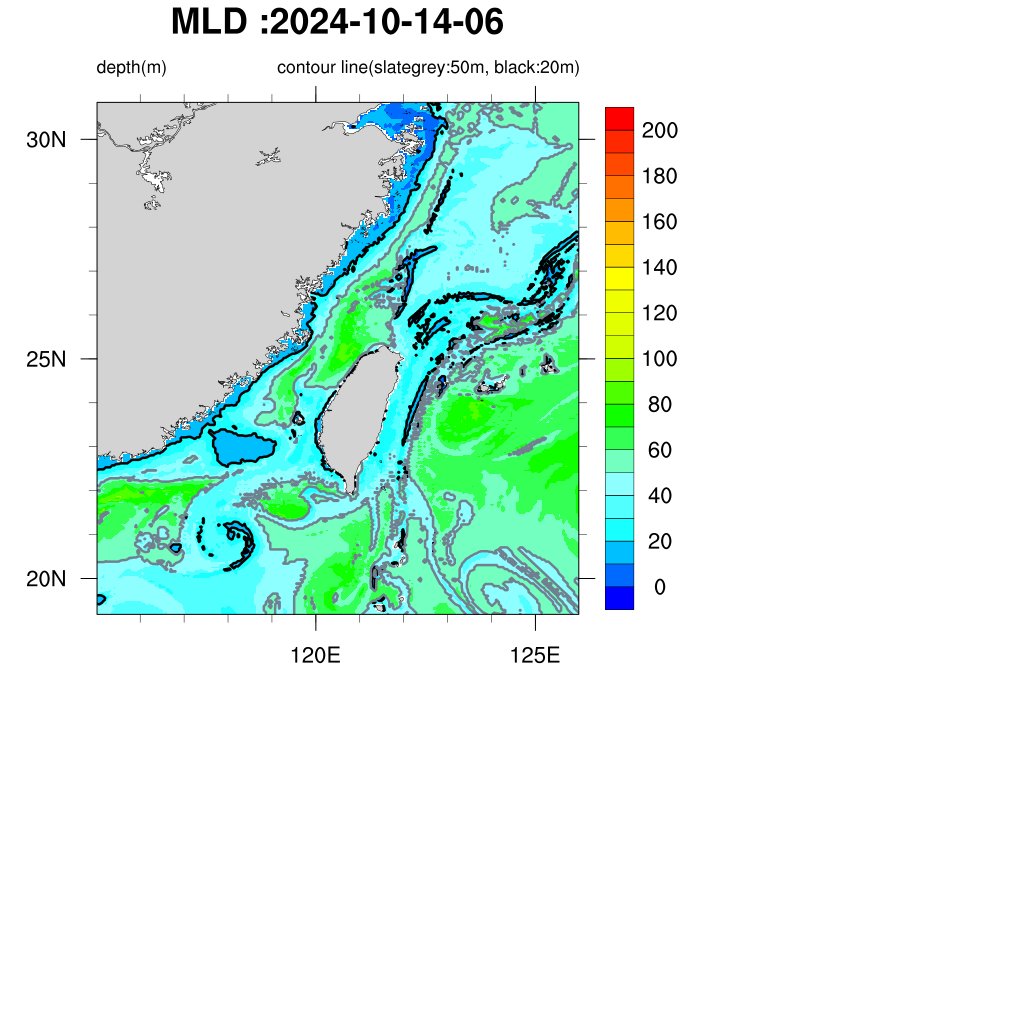 MLD :2024-10-14-06
depth(m)
contour line(slategrey:50m, black:20m)
30N
25N
20N
120E
125E
200
180
160
140
120
100
80
60
40
20
0